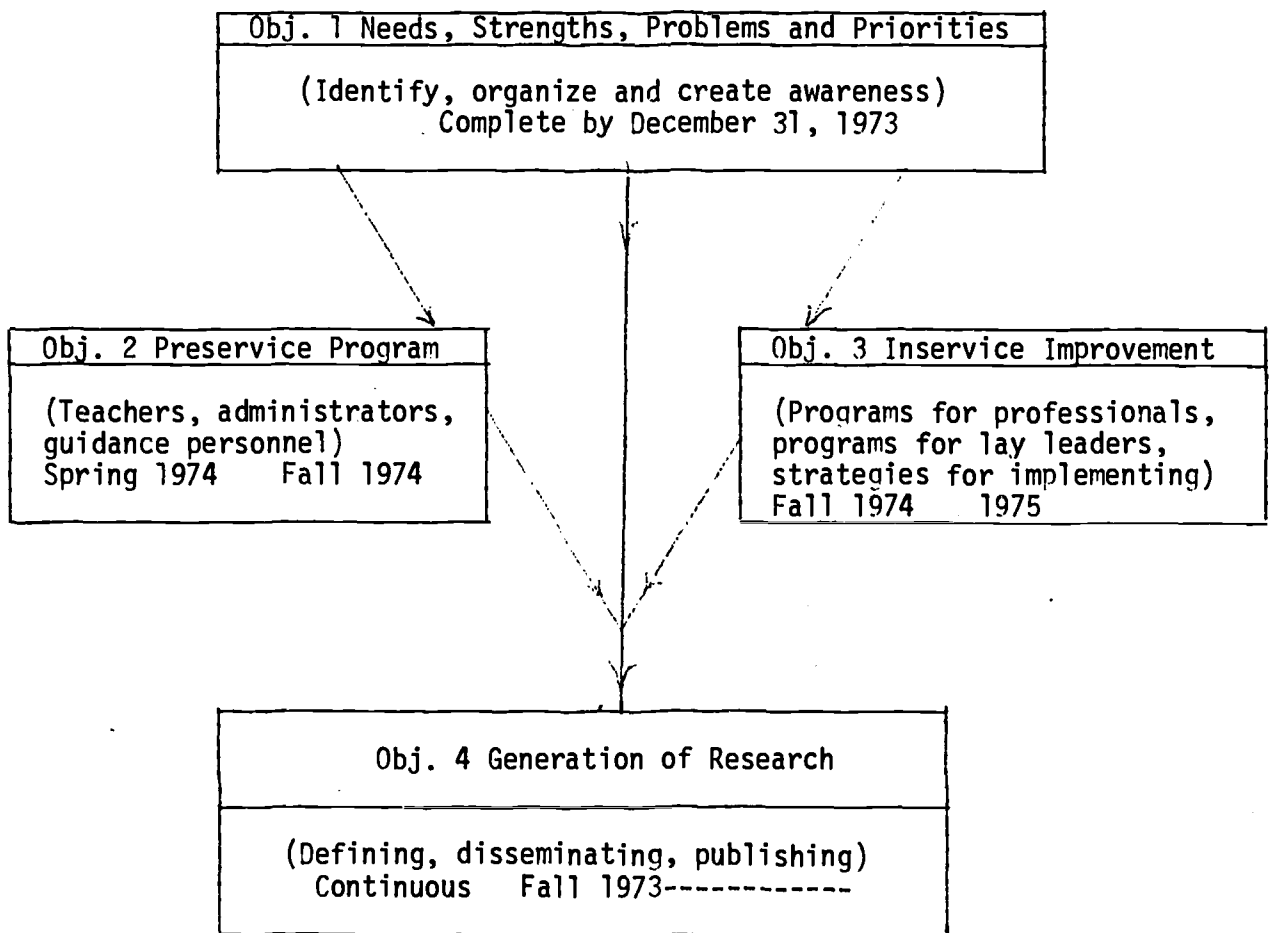 Obj. 1 Needs, Strengths, Problems and Priorities
(Identify, organize and create awareness)
Complete by December 31, 1973
Obj. 2 Preservice Program
(Teachers, administrators,
guidance personnel)
Spring 1974 Fall 1974
Obj. 3 Inservice Improvement
(Programs for professionals,
programs for lay leaders,
strategies for implementing)
Fall 1974 1975
Obj. 4 Generation of Research
(Defining, disseminating, publishing)
Continuous Fall 1973------------